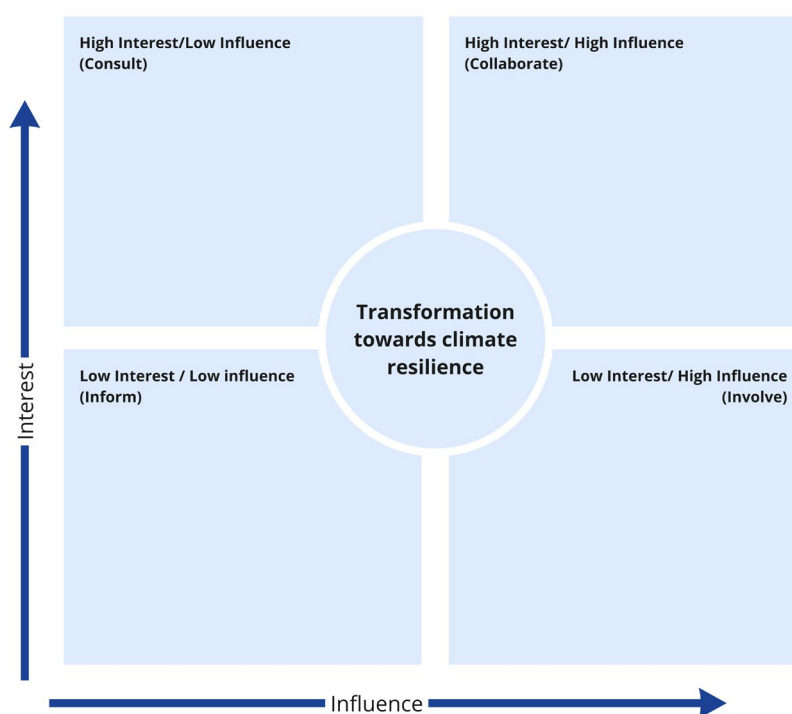 High Interest/Low Influence
(Consult)
High Interest/ High Influence
(Collaborate)
Transformation
towards climate
resilience
Low Interest / Low influence
(Inform)
Low Interest/ High Influence
(Involve)
Interest
Influence